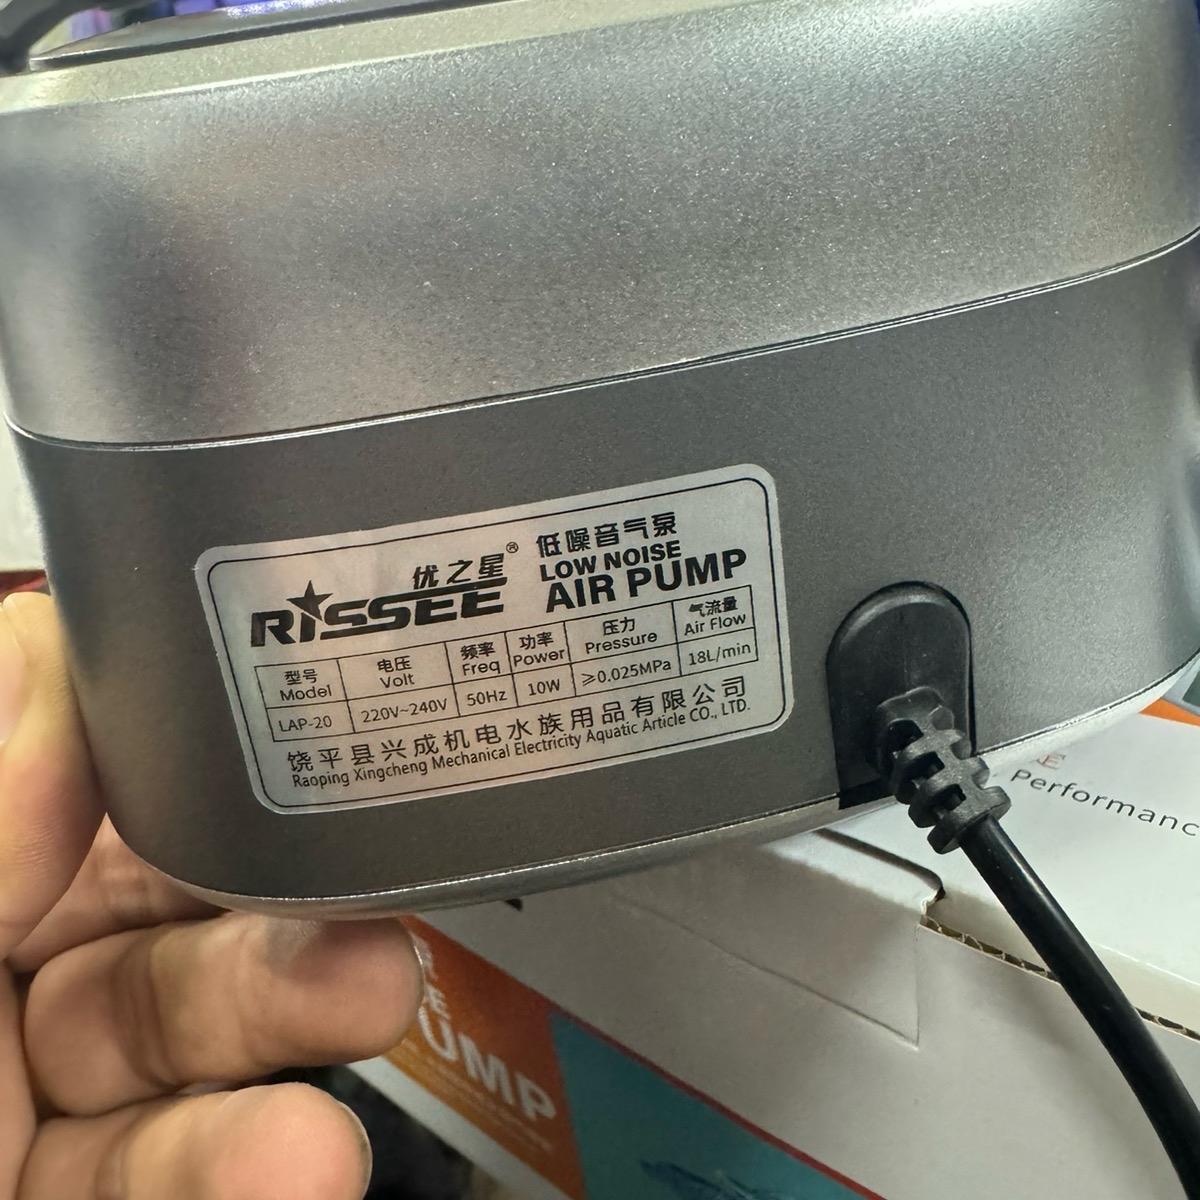 优之星®
RISSEE
低噪音气泵
LOW NOISE
AIR PUMP
型号 电压 频率 功率 压力 气流量
Model Volt Freq Power Pressure Air Flow
LAP-20 220V~240V 50Hz 10W ≥0.025MPa 18L/min
饶平县兴成机电水族用品有限公司
Raoping Xingcheng Mechanical Electricity Aquatic Article CO., LTD.
Performanc
UMP